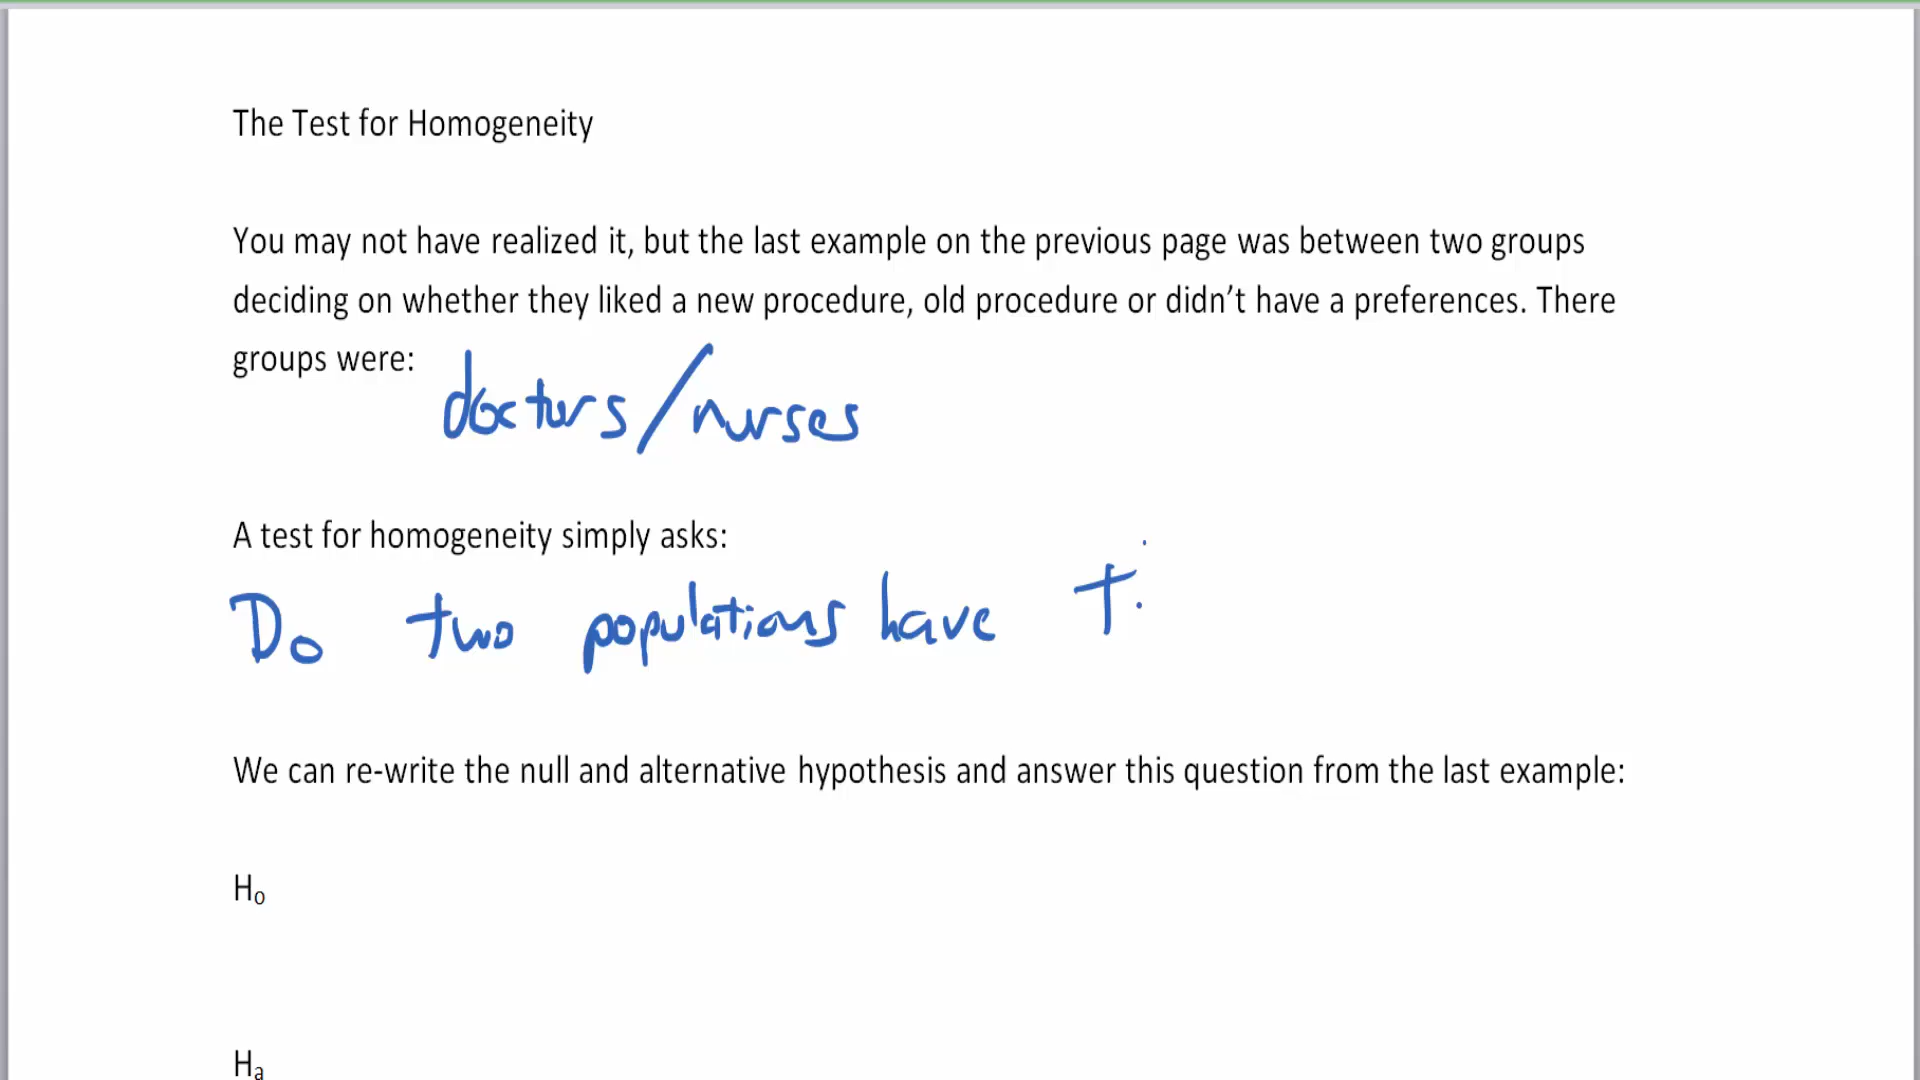 The Test for Homogeneity
You may not have realized it, but the last example on the previous page was between two groups
deciding on whether they liked a new procedure, old procedure or didn't have a preferences. There
groups were:
doctors/nurses
A test for homogeneity simply asks:
Do two populations have T
We can re-write the null and alternative hypothesis and answer this question from the last example:
Ho
Ha